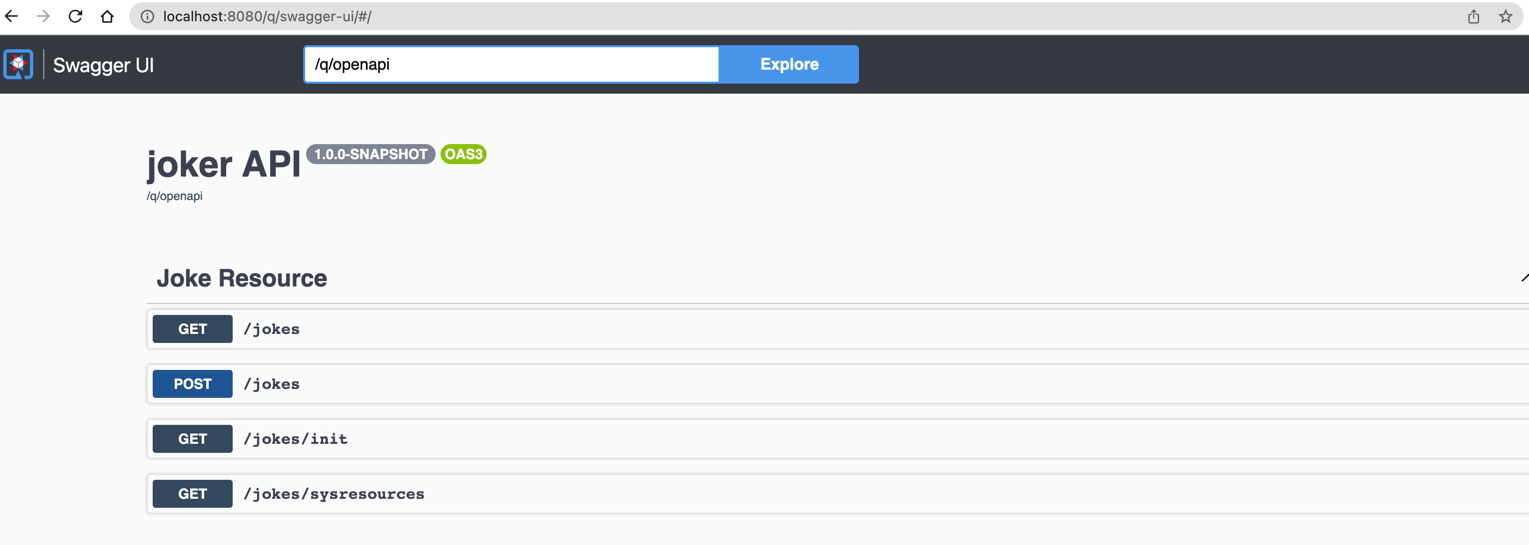 localhost:8080/q/swagger-ui/#/
Swagger UI
/q/openapi
Explore
joker API 1.0.0-SNAPSHOT OAS3
/q/openapi
Joke Resource
GET /jokes
POST /jokes
GET /jokes/init
GET /jokes/sysresources